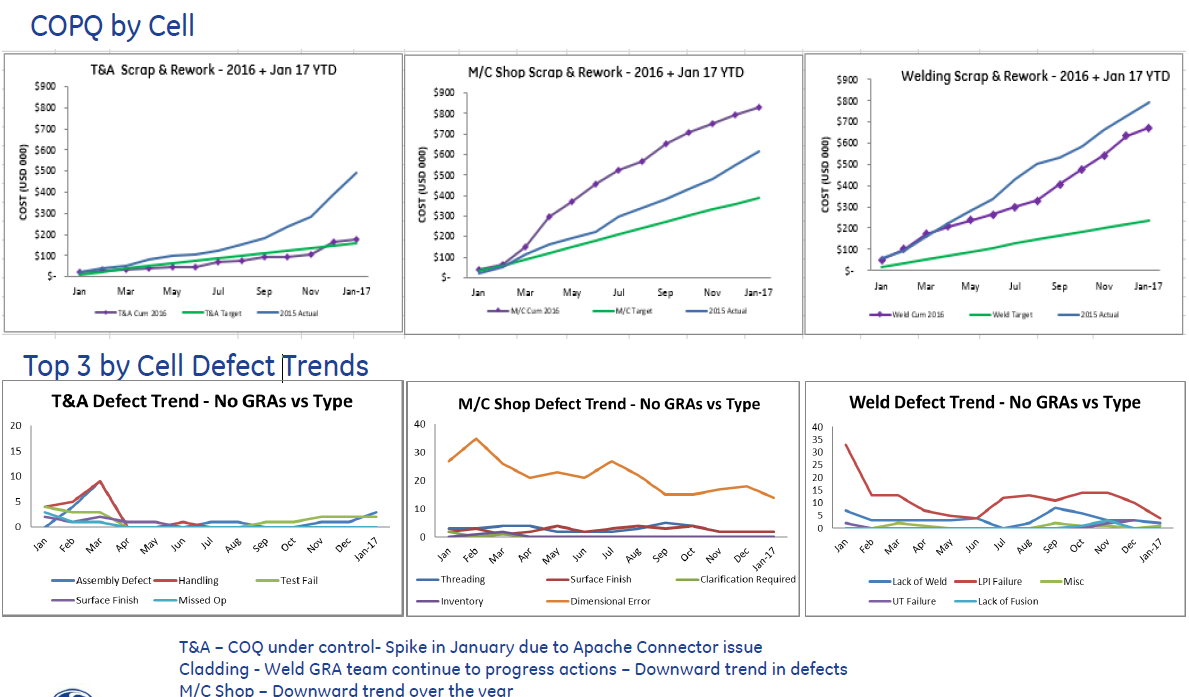 COPQ by Cell
T&A Scrap & Rework - 2016 + Jan 17 YTD
$900
$800
$700
$600
$500
$400
$300
$200
$100
$-
COST (USD 000)
Jan Mar May Jul Sep Nov Jan-17
T&A Cum 2016 T&A Target 2015 Actual
M/C Shop Scrap & Rework - 2016 + Jan 17 YTD
$900
$800
$700
$600
$500
$400
$300
$200
$100
$-
COST (USD 000)
Jan Mar May Jul Sep Nov Jan-17
M/C Cum 2016 M/C Target 2015 Actual
Welding Scrap & Rework - 2016 + Jan 17 YTD
$900
$800
$700
$600
$500
$400
$300
$200
$100
$-
COST (USD 000)
Jan Mar May Jul Sep Nov Jan-17
Weld Cum 2016 Weld Target 2015 Actual
Top 3 by Cell Defect Trends
T&A Defect Trend - No GRAs vs Type
20
15
10
5
0
Jan Feb Mar Apr May Jun Jul Aug Sep Oct Nov Dec Jan-17
Assembly Defect Handling Test Fail
Surface Finish Missed Op
M/C Shop Defect Trend - No GRAs vs Type
40
30
20
10
0
Jan Feb Mar Apr May Jun Jul Aug Sep Oct Nov Dec Jan-17
Threading Surface Finish Clarification Required
Inventory Dimensional Error
Weld Defect Trend - No GRAs vs Type
40
35
30
25
20
15
10
5
0
Jan Feb Mar Apr May Jun Jul Aug Sep Oct Nov Dec Jan-17
Lack of Weld LPI Failure Misc
UT Failure Lack of Fusion
T&A – COQ under control- Spike in January due to Apache Connector issue
Cladding - Weld GRA team continue to progress actions – Downward trend in defects
M/C Shop – Downward trend over the year